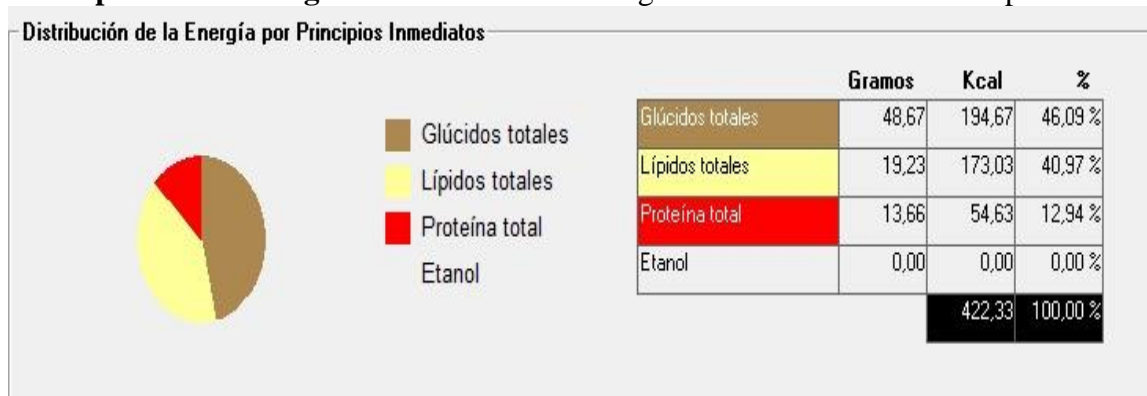 Distribución de la Energía por Principios Inmediatos
Gramos Kcal %
Glúcidos totales
Lípidos totales
Proteína total
Etanol
Glúcidos totales 48,67 194,67 46,09 %
Lípidos totales 19,23 173,03 40,97 %
Proteína total 13,66 54,63 12,94 %
Etanol 0,00 0,00 0,00 %
422,33 100,00 %